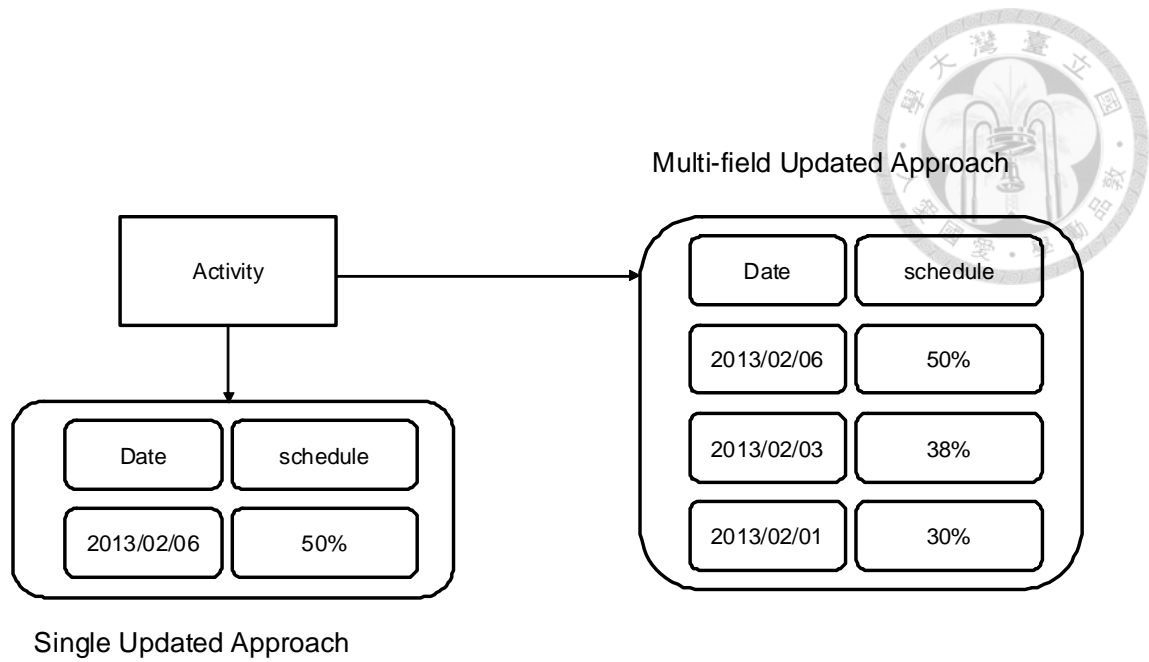 Multi-field Updated Approach
Activity
Date schedule
2013/02/06 50%
2013/02/03 38%
2013/02/01 30%
Date schedule
2013/02/06 50%
Single Updated Approach